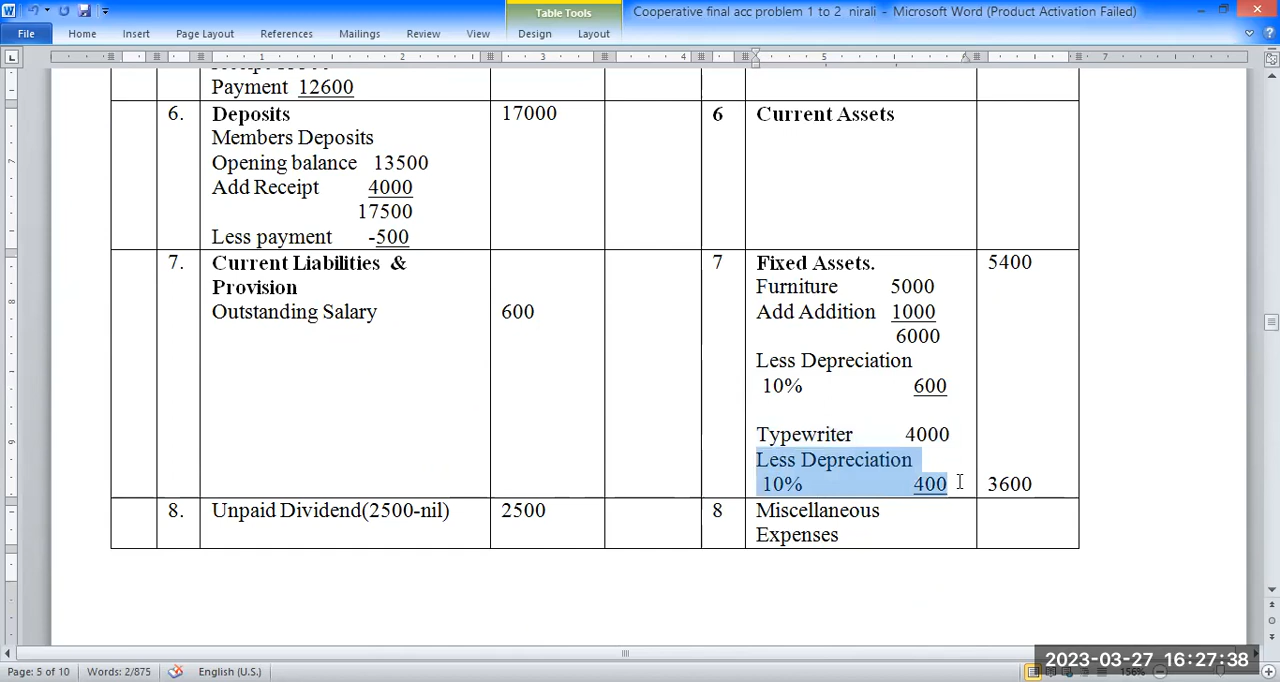 Table Tools
Cooperative final acc problem 1 to 2 nirali - Microsoft Word (Product Activation Failed)
File Home Insert Page Layout References Mailings Review View Design Layout
1 2 3 4 5 7
Payment 12600
6. Deposits 17000 6 Current Assets
Members Deposits
Opening balance 13500
Add Receipt 4000
17500
Less payment -500
7. Current Liabilities & 7 Fixed Assets. 5400
Provision Furniture 5000
Outstanding Salary 600 Add Addition 1000
6000
Less Depreciation
10% 600
Typewriter 4000
Less Depreciation
10% 400 3600
8. Unpaid Dividend(2500-nil) 2500 8 Miscellaneous
Expenses
Page: 5 of 10 Words: 2/875 English (U.S.)
2023-03-27 16:27:38